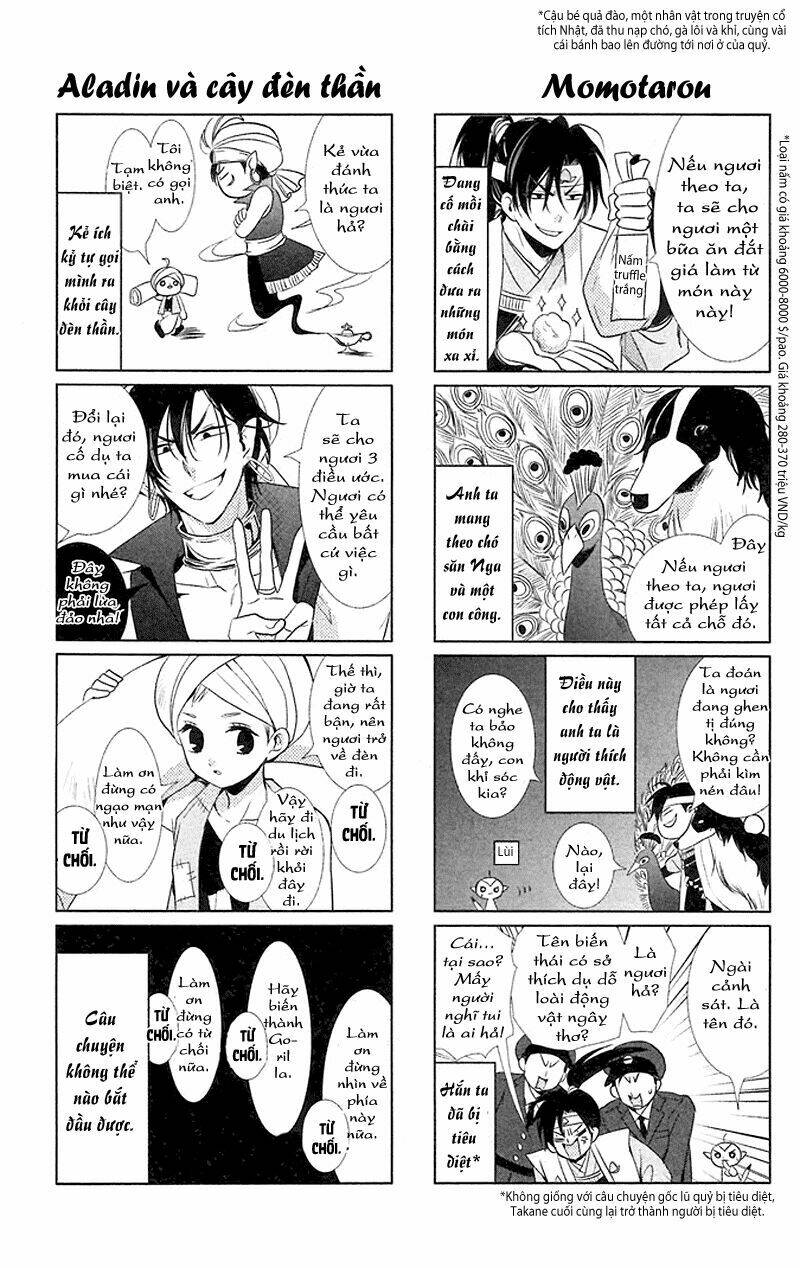 *Cậu bé quả đào, một nhân vật trong truyện cổ
tích Nhật, đã thu nạp chó, gà lôi và khỉ, cùng vài
cái bánh bao lên đường tới nơi ở của quỷ.
Momotarou
Nếu ngươi
theo ta,
ta sẽ cho
ngươi một
bữa ăn đắt
giá làm từ
món này
này!
Nấm
truffle
trắng
Đang
cố mồi
chài
bằng
cách
đưa ra
những
món
xa xỉ.
*Loại nấm có giá khoảng 6000-8000 $/pao. Giá khoảng 280-370 triệu VND/kg
Đây
Nếu ngươi
theo ta, ngươi
được phép lấy
tất cả chỗ đó.
Anh ta
mang
theo chó
săn Nga
và một
con công.
Ta đoán
là ngươi
đang ghen
tị đúng
không?
Không cần
phải kìm
nén đâu!
Điều này
cho thấy
anh ta là
người thích
động vật.
Có nghe
ta bảo
không
đấy, con
khỉ sóc
kia?
Nào,
lại
đây!
Lùi
Ngài
cảnh
sát. Là
tên đó.
Là
ngươi
hả?
Tên biến
thái có sở
thích dụ dỗ
loài động
vật ngây
thơ?
Cái...
tại sao?
Mấy
người
nghĩ tui
là ai hả!
Hắn ta
đã bị
tiêu
diệt*
*Không giống với câu chuyện gốc lũ quỷ bị tiêu diệt,
Takane cuối cùng lại trở thành người bị tiêu diệt.
Aladin và cây đèn thần
Kẻ vừa
đánh
thức ta
là ngươi
hả?
Tôi
không
có gọi
anh.
Tạm
biệt.
Kẻ ích
kỷ tự gọi
mình ra
khỏi cây
đèn thần.
Ta
sẽ cho
ngươi 3
điều ước.
Ngươi có
thể yêu
cầu bất
cứ việc
gì.
Đổi lại
đó, ngươi
cố dụ ta
mua cái
gì nhé?
Đây
không
phải lừa
đảo nha!
Thế thì,
giờ ta
đang rất
bận, nên
ngươi trở
về đèn
đi.
TỪ
CHỐI.
Vậy
hãy đi
du lịch
rồi rời
khỏi
đây
đi.
TỪ
CHỐI.
Làm ơn
đừng có
ngạo mạn
như vậy
nữa.
TỪ
CHỐI.
Làm
ơn
đừng
nhìn về
phía
này
nữa.
TỪ
CHỐI.
Hãy
biến
thành
Go-
ril
la.
TỪ
CHỐI.
Làm
ơn
đừng
có từ
chối
nữa.
TỪ
CHỐI.
Câu
chuyện
không thể
nào bắt
đầu được.